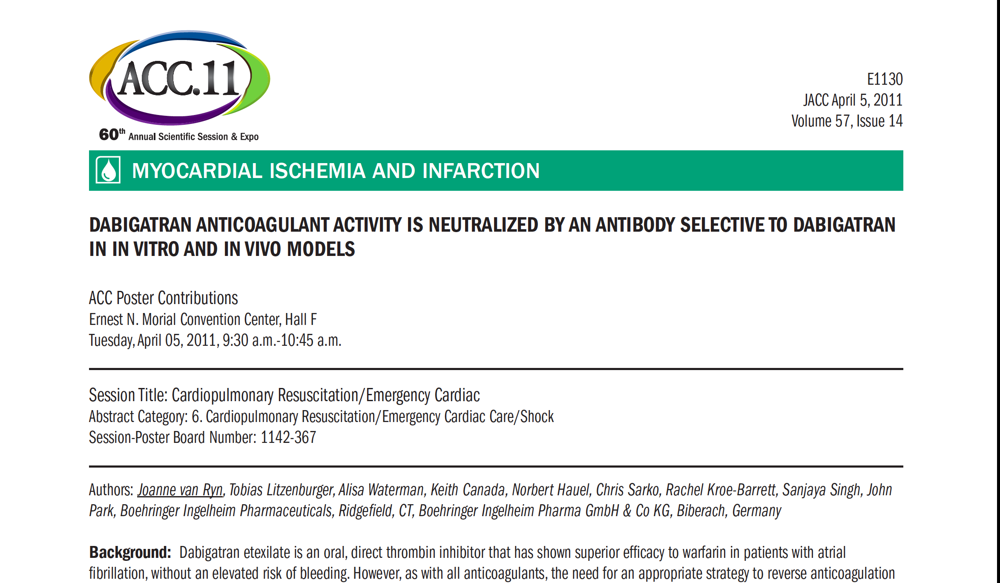 ACC.11
60th Annual Scientific Session & Expo
E1130
JACC April 5, 2011
Volume 57, Issue 14
MYOCARDIAL ISCHEMIA AND INFARCTION
DABIGATRAN ANTICOAGULANT ACTIVITY IS NEUTRALIZED BY AN ANTIBODY SELECTIVE TO DABIGATRAN
IN IN VITRO AND IN VIVO MODELS
ACC Poster Contributions
Ernest N. Morial Convention Center, Hall F
Tuesday, April 05, 2011, 9:30 a.m.-10:45 a.m.
Session Title: Cardiopulmonary Resuscitation/Emergency Cardiac
Abstract Category: 6. Cardiopulmonary Resuscitation/Emergency Cardiac Care/Shock
Session-Poster Board Number: 1142-367
Authors: Joanne van Ryn, Tobias Litzenburger, Alisa Waterman, Keith Canada, Norbert Hauel, Chris Sarko, Rachel Kroe-Barrett, Sanjaya Singh, John
Park, Boehringer Ingelheim Pharmaceuticals, Ridgefield, CT, Boehringer Ingelheim Pharma GmbH & Co KG, Biberach, Germany
Background: Dabigatran etexilate is an oral, direct thrombin inhibitor that has shown superior efficacy to warfarin in patients with atrial
fibrillation, without an elevated risk of bleeding. However, as with all anticoagulants, the need for an appropriate strategy to reverse anticoagulation